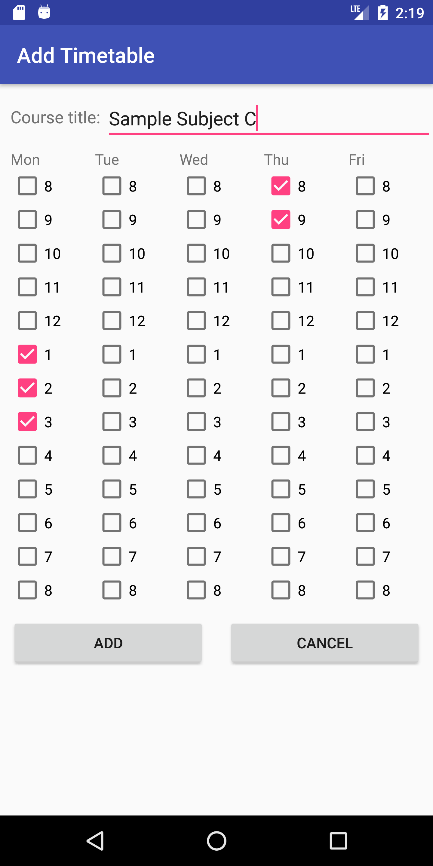 LTE 2:19
Add Timetable
Course title: Sample Subject C
Mon Tue Wed Thu Fri
8 8 8 8 8
9 9 9 9 9
10 10 10 10 10
11 11 11 11 11
12 12 12 12 12
1 1 1 1 1
2 2 2 2 2
3 3 3 3 3
4 4 4 4 4
5 5 5 5 5
6 6 6 6 6
7 7 7 7 7
8 8 8 8 8
ADD CANCEL